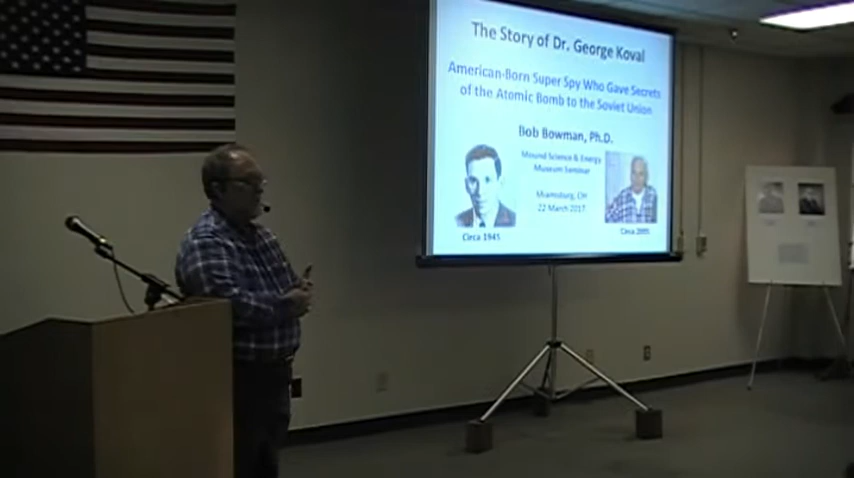 The Story of Dr. George Koval
American-Born Super Spy Who Gave Secrets
of the Atomic Bomb to the Soviet Union
Bob Bowman, Ph.D.
Mound Science & Energy
Museum Seminar
Miamisburg, OH
22 March 2017
Circa 1945
Circa 2005